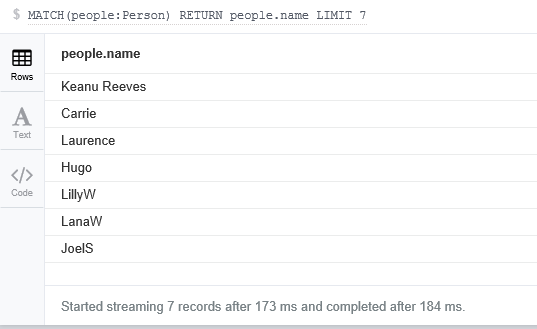 $ MATCH(people:Person) RETURN people.name LIMIT 7
people.name
Rows
Keanu Reeves
Carrie
A
Text
Laurence
Hugo
</>
Code
LillyW
LanaW
JoelS
Started streaming 7 records after 173 ms and completed after 184 ms.